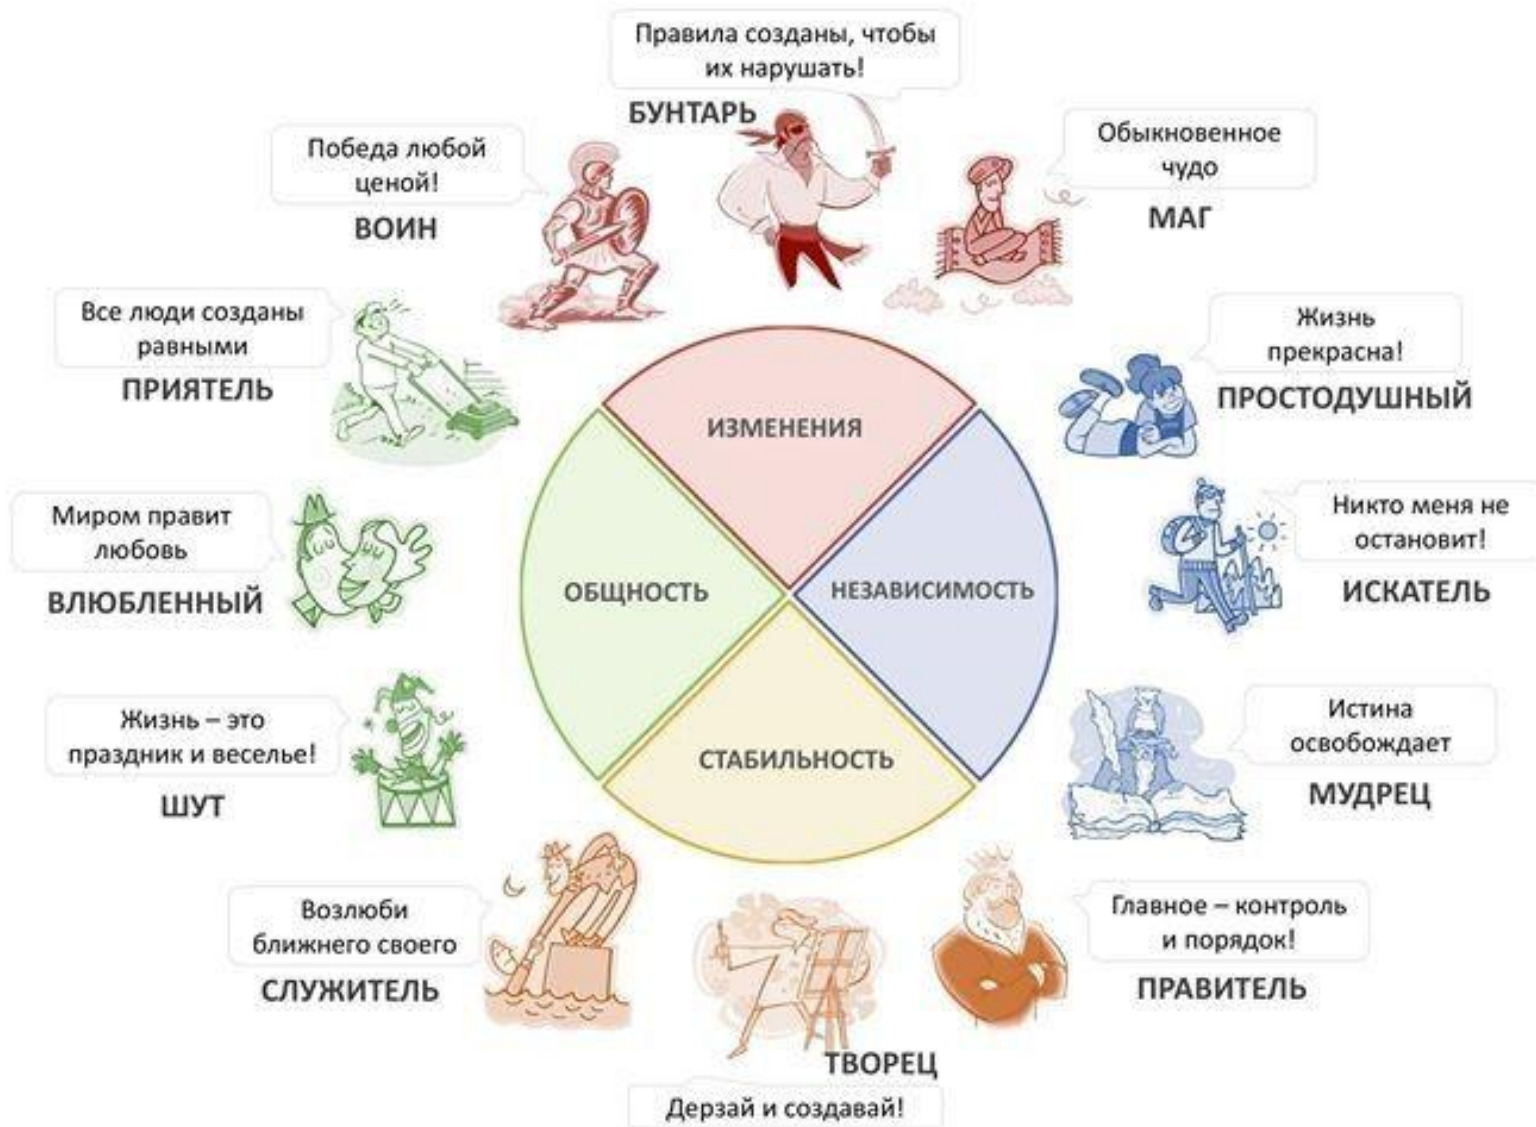 Правила созданы, чтобы
их нарушать!
БУНТАРЬ
Победа любой
ценой!
ВОИН
Обыкновенное
чудо
МАГ
Все люди созданы
равными
ПРИЯТЕЛЬ
Жизнь
прекрасна!
ПРОСТОДУШНЫЙ
ИЗМЕНЕНИЯ
Миром правит
любовь
ВЛЮБЛЕННЫЙ
ОБЩНОСТЬ
НЕЗАВИСИМОСТЬ
Никто меня не
остановит!
ИСКАТЕЛЬ
Жизнь – это
праздник и веселье!
ШУТ
СТАБИЛЬНОСТЬ
Истина
освобождает
МУДРЕЦ
Возлюби
ближнего своего
СЛУЖИТЕЛЬ
Главное – контроль
и порядок!
ПРАВИТЕЛЬ
ТВОРЕЦ
Дерзай и создавай!